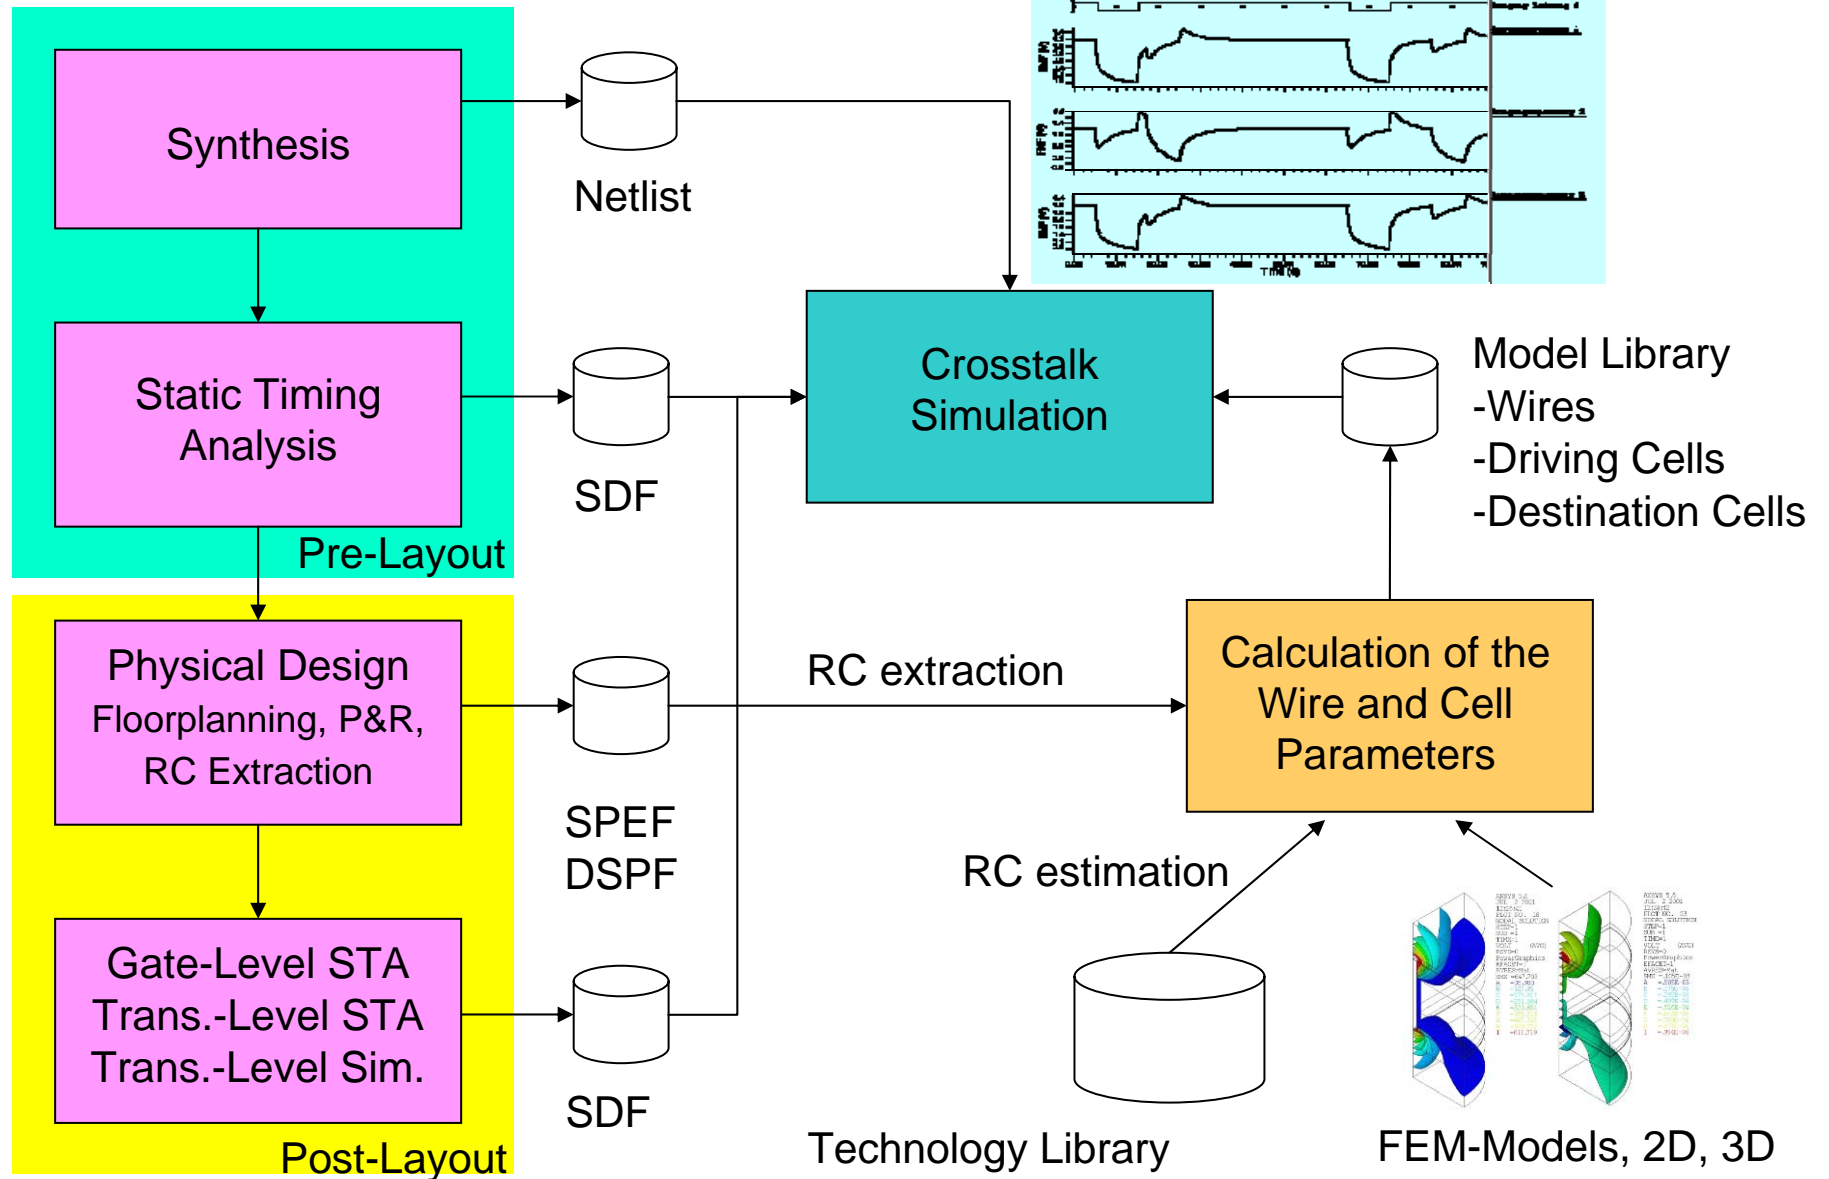 Synthesis
Netlist
Static Timing
Analysis
SDF
Pre-Layout
Crosstalk
Simulation
Model Library
-Wires
-Driving Cells
-Destination Cells
Physical Design
Floorplanning, P&R,
RC Extraction
SPEF
DSPF
RC extraction
Calculation of the
Wire and Cell
Parameters
RC estimation
Gate-Level STA
Trans.-Level STA
Trans.-Level Sim.
SDF
Post-Layout
Technology Library
FEM-Models, 2D, 3D